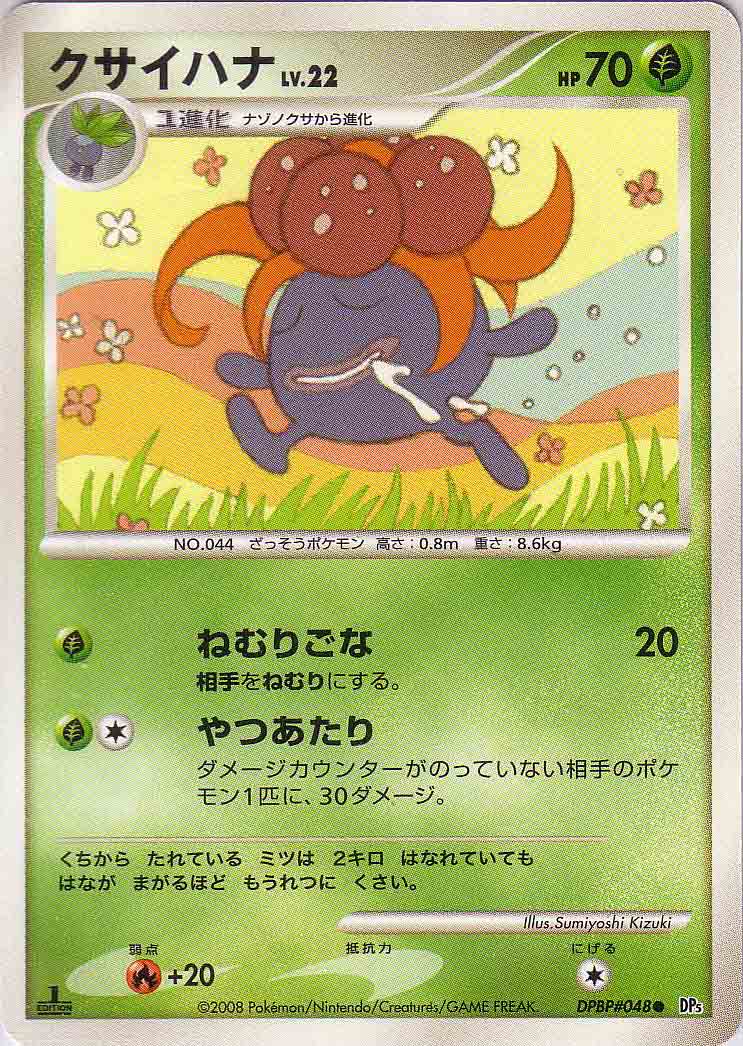 クサイハナ LV.22
HP 70
1進化 ナゾノクサから進化
NO.044 ざっそうポケモン 高さ:0.8m 重さ:8.6kg
ねむりごな 20
相手をねむりにする。
やつあたり
ダメージカウンターがのっていない相手のポケ
モン1匹に、30ダメージ。
くちから たれている ミツは 2キロ はなれていても
はなが まがるほど もうれつに くさい。
Illus.Sumiyoshi Kizuki
弱点 抵抗力 にげる
+20
1 EDITION
©2008 Pokémon/Nintendo/Creatures/GAME FREAK.
DPBP#048● DP5